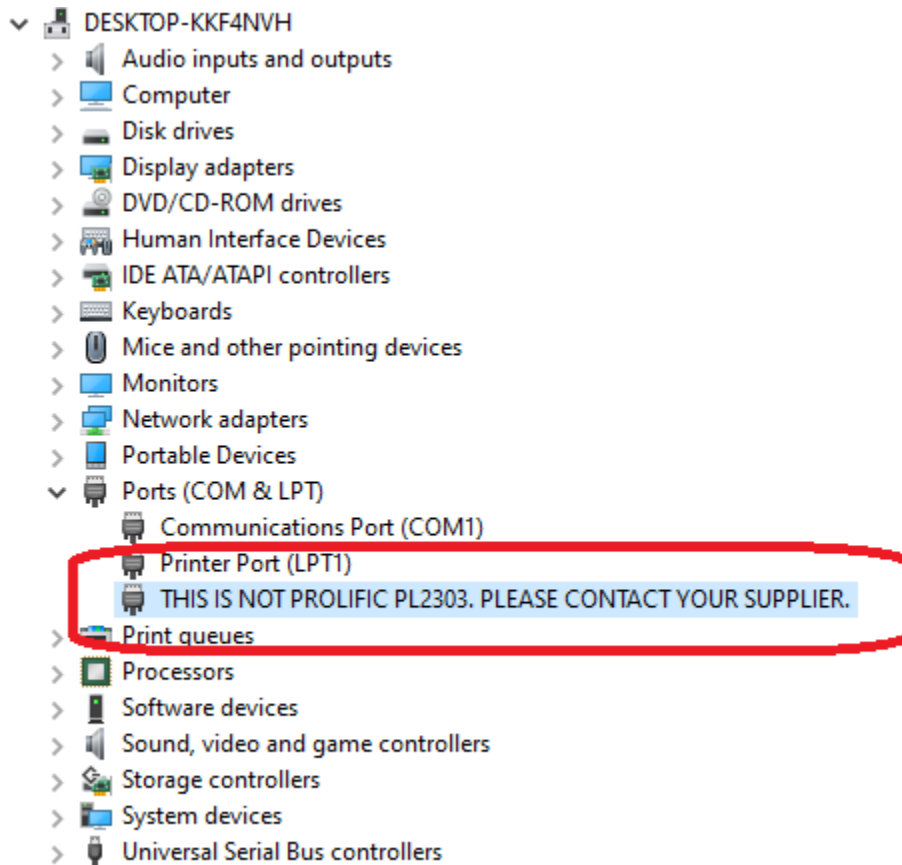 DESKTOP-KKF4NVH
Audio inputs and outputs
Computer
Disk drives
Display adapters
DVD/CD-ROM drives
Human Interface Devices
IDE ATA/ATAPI controllers
Keyboards
Mice and other pointing devices
Monitors
Network adapters
Portable Devices
Ports (COM & LPT)
Communications Port (COM1)
Printer Port (LPT1)
THIS IS NOT PROLIFIC PL2303. PLEASE CONTACT YOUR SUPPLIER.
Print queues
Processors
Software devices
Sound, video and game controllers
Storage controllers
System devices
Universal Serial Bus controllers